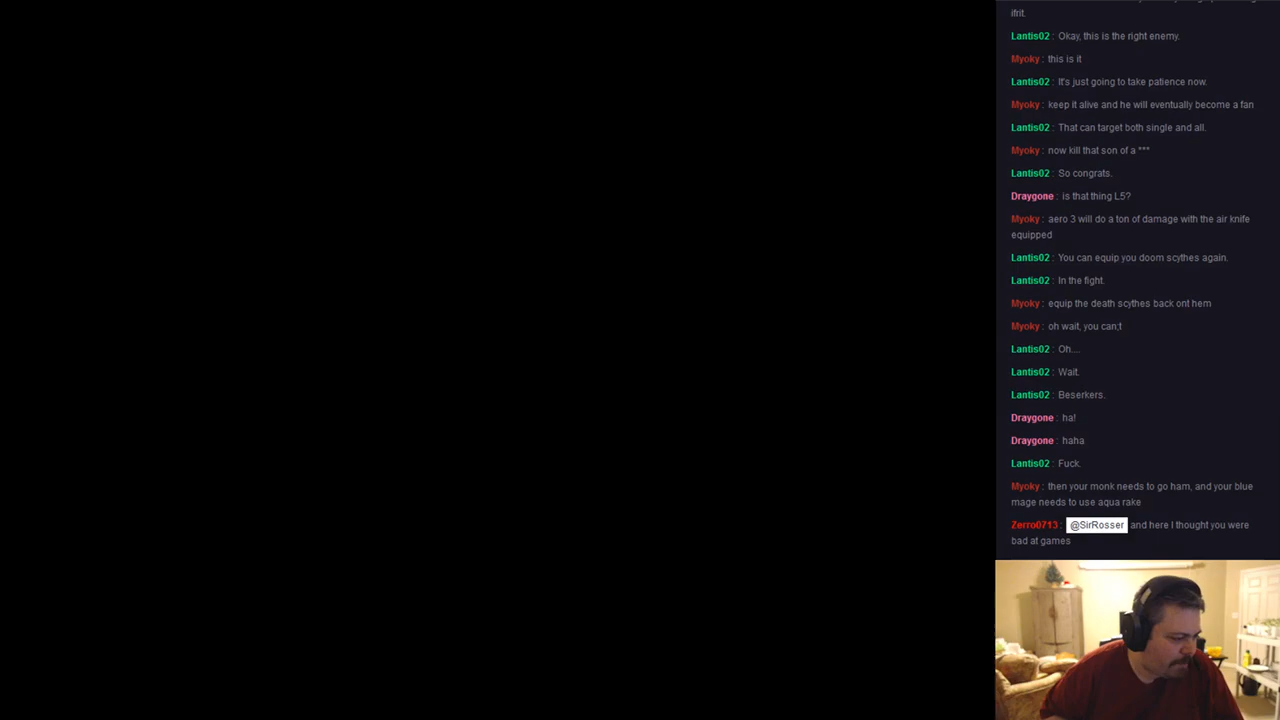 ifrit.
Lantis02 : Okay, this is the right enemy.
Myoky : this is it
Lantis02 : It's just going to take patience now.
Myoky : keep it alive and he will eventually become a fan
Lantis02 : That can target both single and all.
Myoky : now kill that son of a ***
Lantis02 : So congrats.
Draygone : is that thing L5?
Myoky : aero 3 will do a ton of damage with the air knife
equipped
Lantis02 : You can equip you doom scythes again.
Lantis02 : In the fight.
Myoky : equip the death scythes back ont hem
Myoky : oh wait, you can;t
Lantis02 : Oh....
Lantis02 : Wait.
Lantis02 : Beserkers.
Draygone : ha!
Draygone : haha
Lantis02 : Fuck.
Myoky : then your monk needs to go ham, and your blue
mage needs to use aqua rake
Zerro0713 : @SirRosser and here I thought you were
bad at games